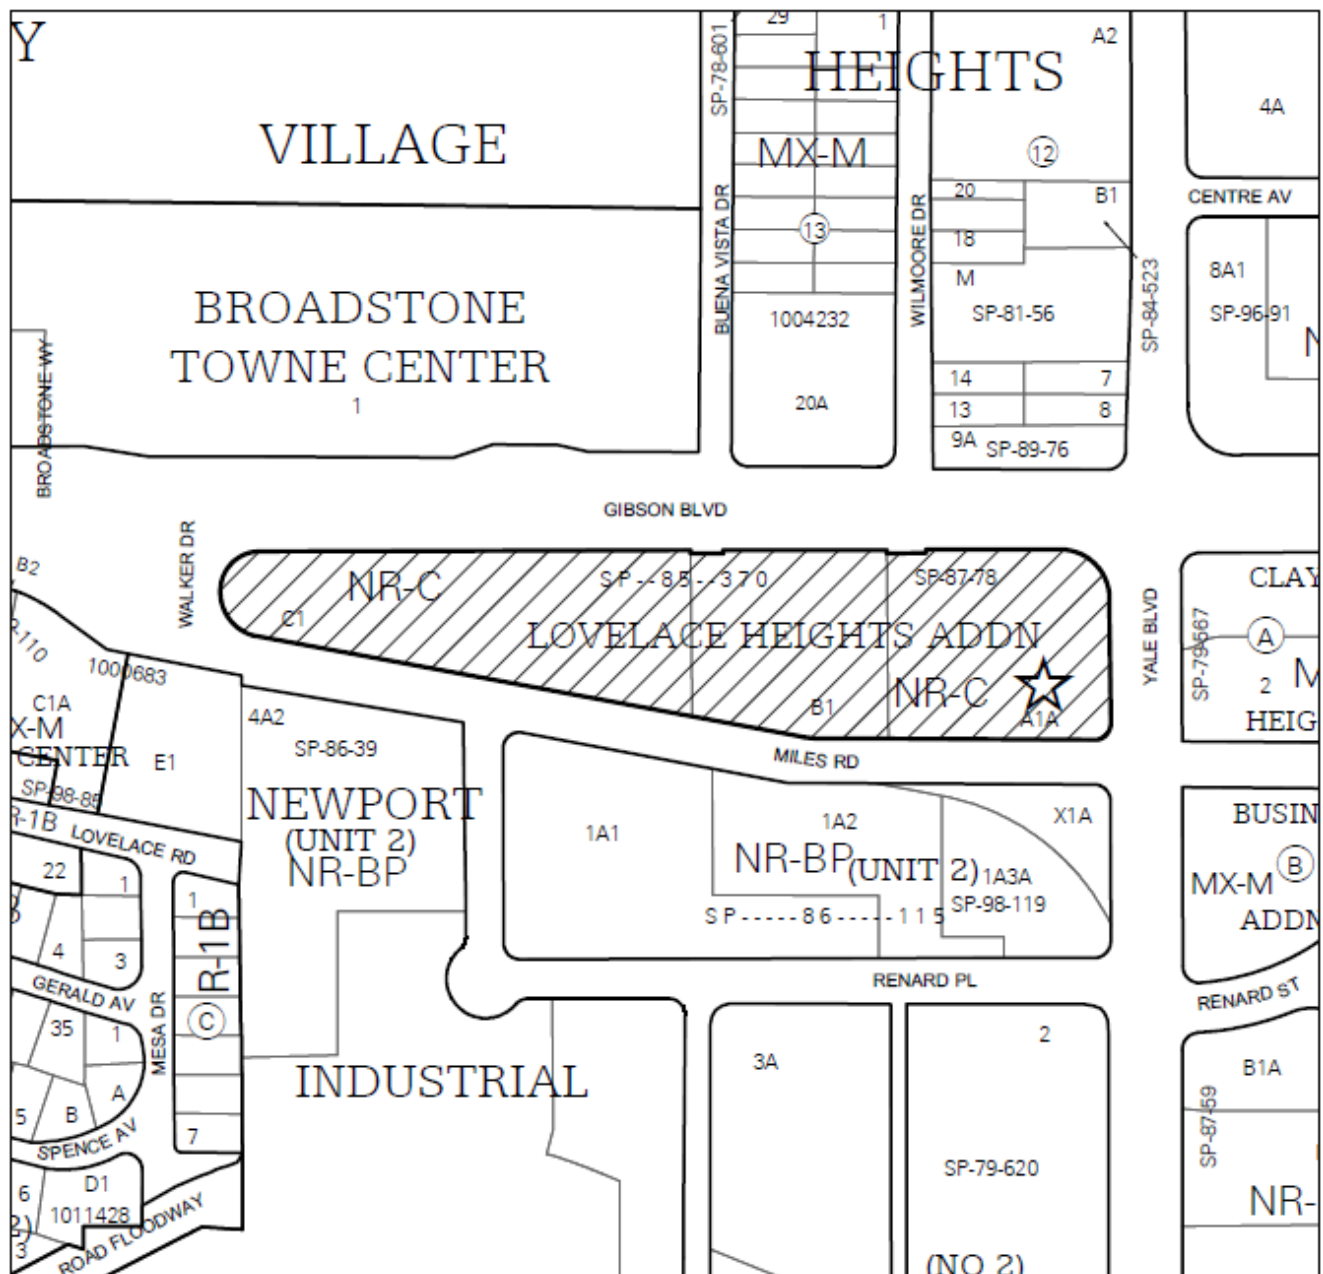 Y
VILLAGE
HEIGHTS
29
1
A2
4A
SP-78-601
MX-M
12
20
B1
CENTRE AV
18
13
BUENA VISTA DR
WILMOORE DR
M
SP-84-523
8A1
SP-96-91
N
BROADSTONE
TOWNE CENTER
1
1004232
SP-81-56
BROADSTONE WY
14
7
20A
13
8
9A
SP-89-76
GIBSON BLVD
WALKER DR
B2
NR-C
SP--85--370
SP-87-78
CLAY
C1
LOVELACE HEIGHTS ADDN
YALE BLVD
SP-79-567
A
-110
1000683
NR-C
2
M
C1A
B1
A1A
HEIG
X-M
4A2
CENTER
E1
SP-86-39
MILES RD
SP-98-85
NEWPORT
(UNIT 2)
NR-BP
R-1B
LOVELACE RD
1A1
1A2
X1A
BUSIN
22
1
NR-BP
(UNIT 2)
1A3A
B
MX-M
1
SP-----86-----115
SP-98-119
ADDN
R-1B
4
3
GERALD AV
RENARD PL
RENARD ST
MESA DR
C
35
1
2
3A
B1A
INDUSTRIAL
A
5
B
7
SPENCE AV
SP-87-59
SP-79-620
D1
6
1011428
NR-
2)
3
ROAD FLOODWAY
(NO 2)